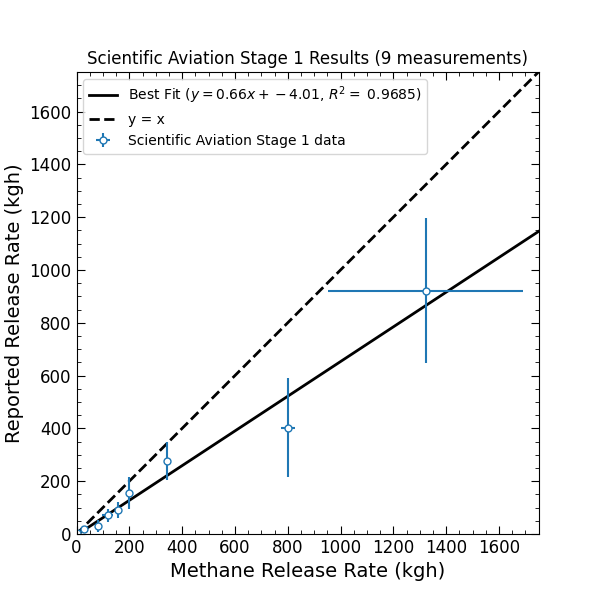 Scientific Aviation Stage 1 Results (9 measurements)
Best Fit (y = 0.66x + −4.01, R² = 0.9685)
y = x
Scientific Aviation Stage 1 data
Reported Release Rate (kgh)
1600
1400
1200
1000
800
600
400
200
0
0 200 400 600 800 1000 1200 1400 1600
Methane Release Rate (kgh)